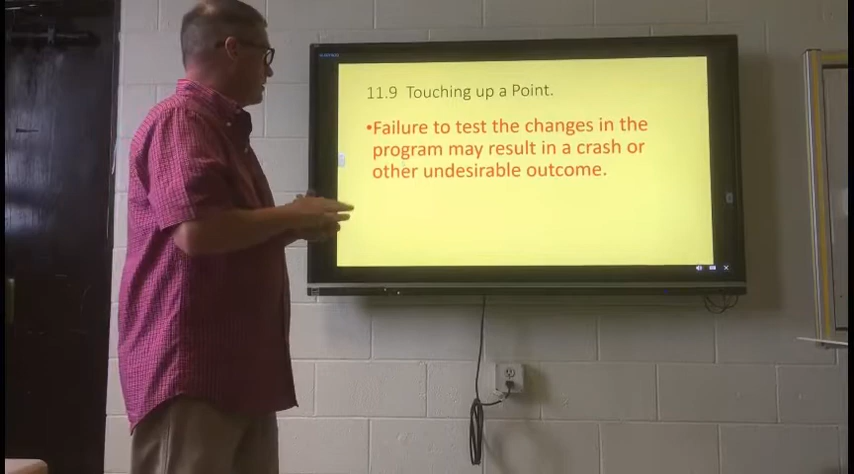 11.9 Touching up a Point.
•Failure to test the changes in the
program may result in a crash or
other undesirable outcome.